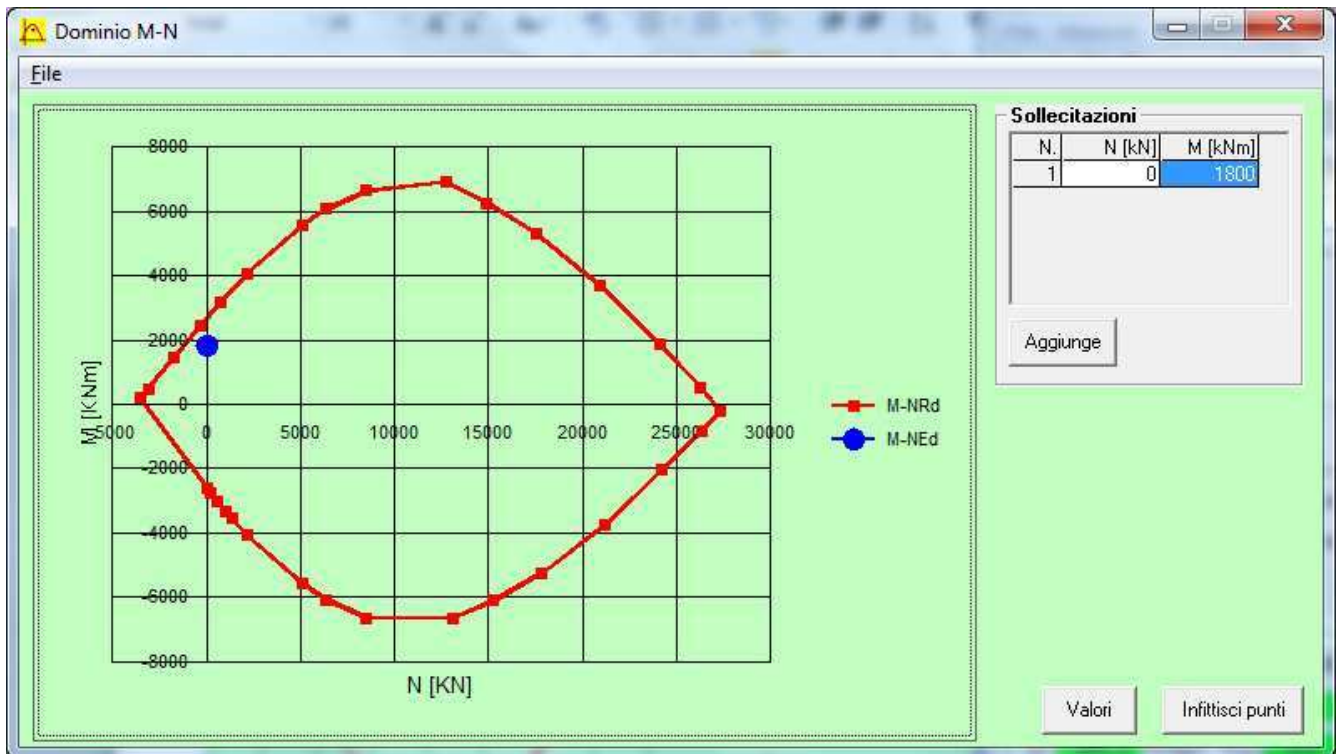 Dominio M-N
File
8000
6000
4000
2000
0
-2000
-4000
-6000
-8000
M [KNm]
5000 0 5000 10000 15000 20000 25000 30000
N [KN]
M-NRd
M-NEd
Sollecitazioni
N. N [kN] M [kNm]
1 0 1800
Aggiunge
Valori
Infittisci punti